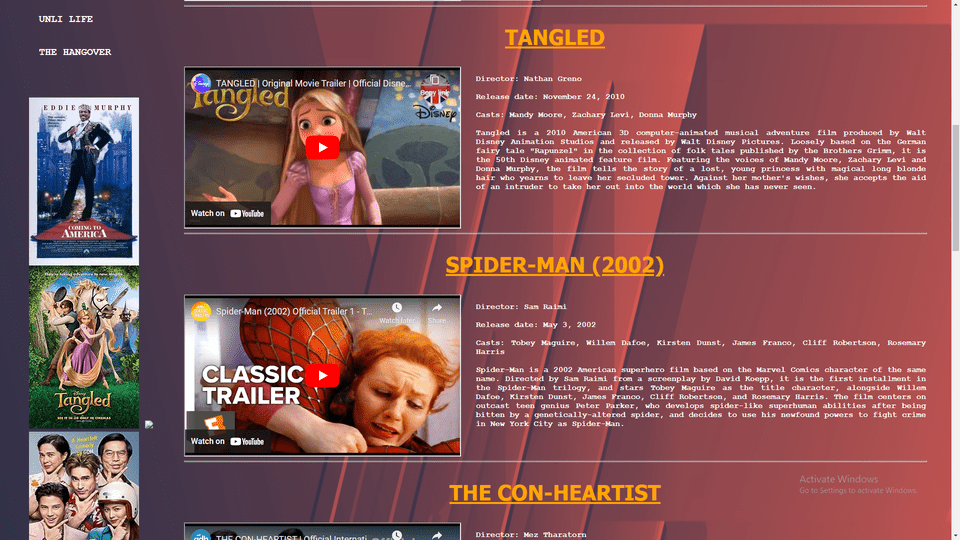 UNLI LIFE
THE HANGOVER
EDDIE MURPHY
COMING TO
AMERICA
Disney
Tangled
A Heartfelt
Comedy
by GDH
TANGLED
TANGLED | Original Movie Trailer | Official Disne...
Copy link
Tangled
Disney
Watch on YouTube
Director: Nathan Greno
Release date: November 24, 2010
Casts: Mandy Moore, Zachary Levi, Donna Murphy
Tangled is a 2010 American 3D computer-animated musical adventure film produced by Walt
Disney Animation Studios and released by Walt Disney Pictures. Loosely based on the German
fairy tale "Rapunzel" in the collection of folk tales published by the Brothers Grimm, it is
the 50th Disney animated feature film. Featuring the voices of Mandy Moore, Zachary Levi and
Donna Murphy, the film tells the story of a lost, young princess with magical long blonde
hair who yearns to leave her secluded tower. Against her mother's wishes, she accepts the aid
of an intruder to take her out into the world which she has never seen.
SPIDER-MAN (2002)
Spider-Man (2002) Official Trailer 1 - T...
Watch later
Share
CLASSIC
TRAILER
Watch on YouTube
Director: Sam Raimi
Release date: May 3, 2002
Casts: Tobey Maguire, Willem Dafoe, Kirsten Dunst, James Franco, Cliff Robertson, Rosemary
Harris
Spider-Man is a 2002 American superhero film based on the Marvel Comics character of the same
name. Directed by Sam Raimi from a screenplay by David Koepp, it is the first installment in
the Spider-Man trilogy, and stars Tobey Maguire as the title character, alongside Willem
Dafoe, Kirsten Dunst, James Franco, Cliff Robertson, and Rosemary Harris. The film centers on
outcast teen genius Peter Parker, who develops spider-like superhuman abilities after being
bitten by a genetically-altered spider, and decides to use his newfound powers to fight crime
in New York City as Spider-Man.
THE CON-HEARTIST
THE CON-HEARTIST | Official Internati...
Director: Mez Tharatorn
Activate Windows
Go to Settings to activate Windows.